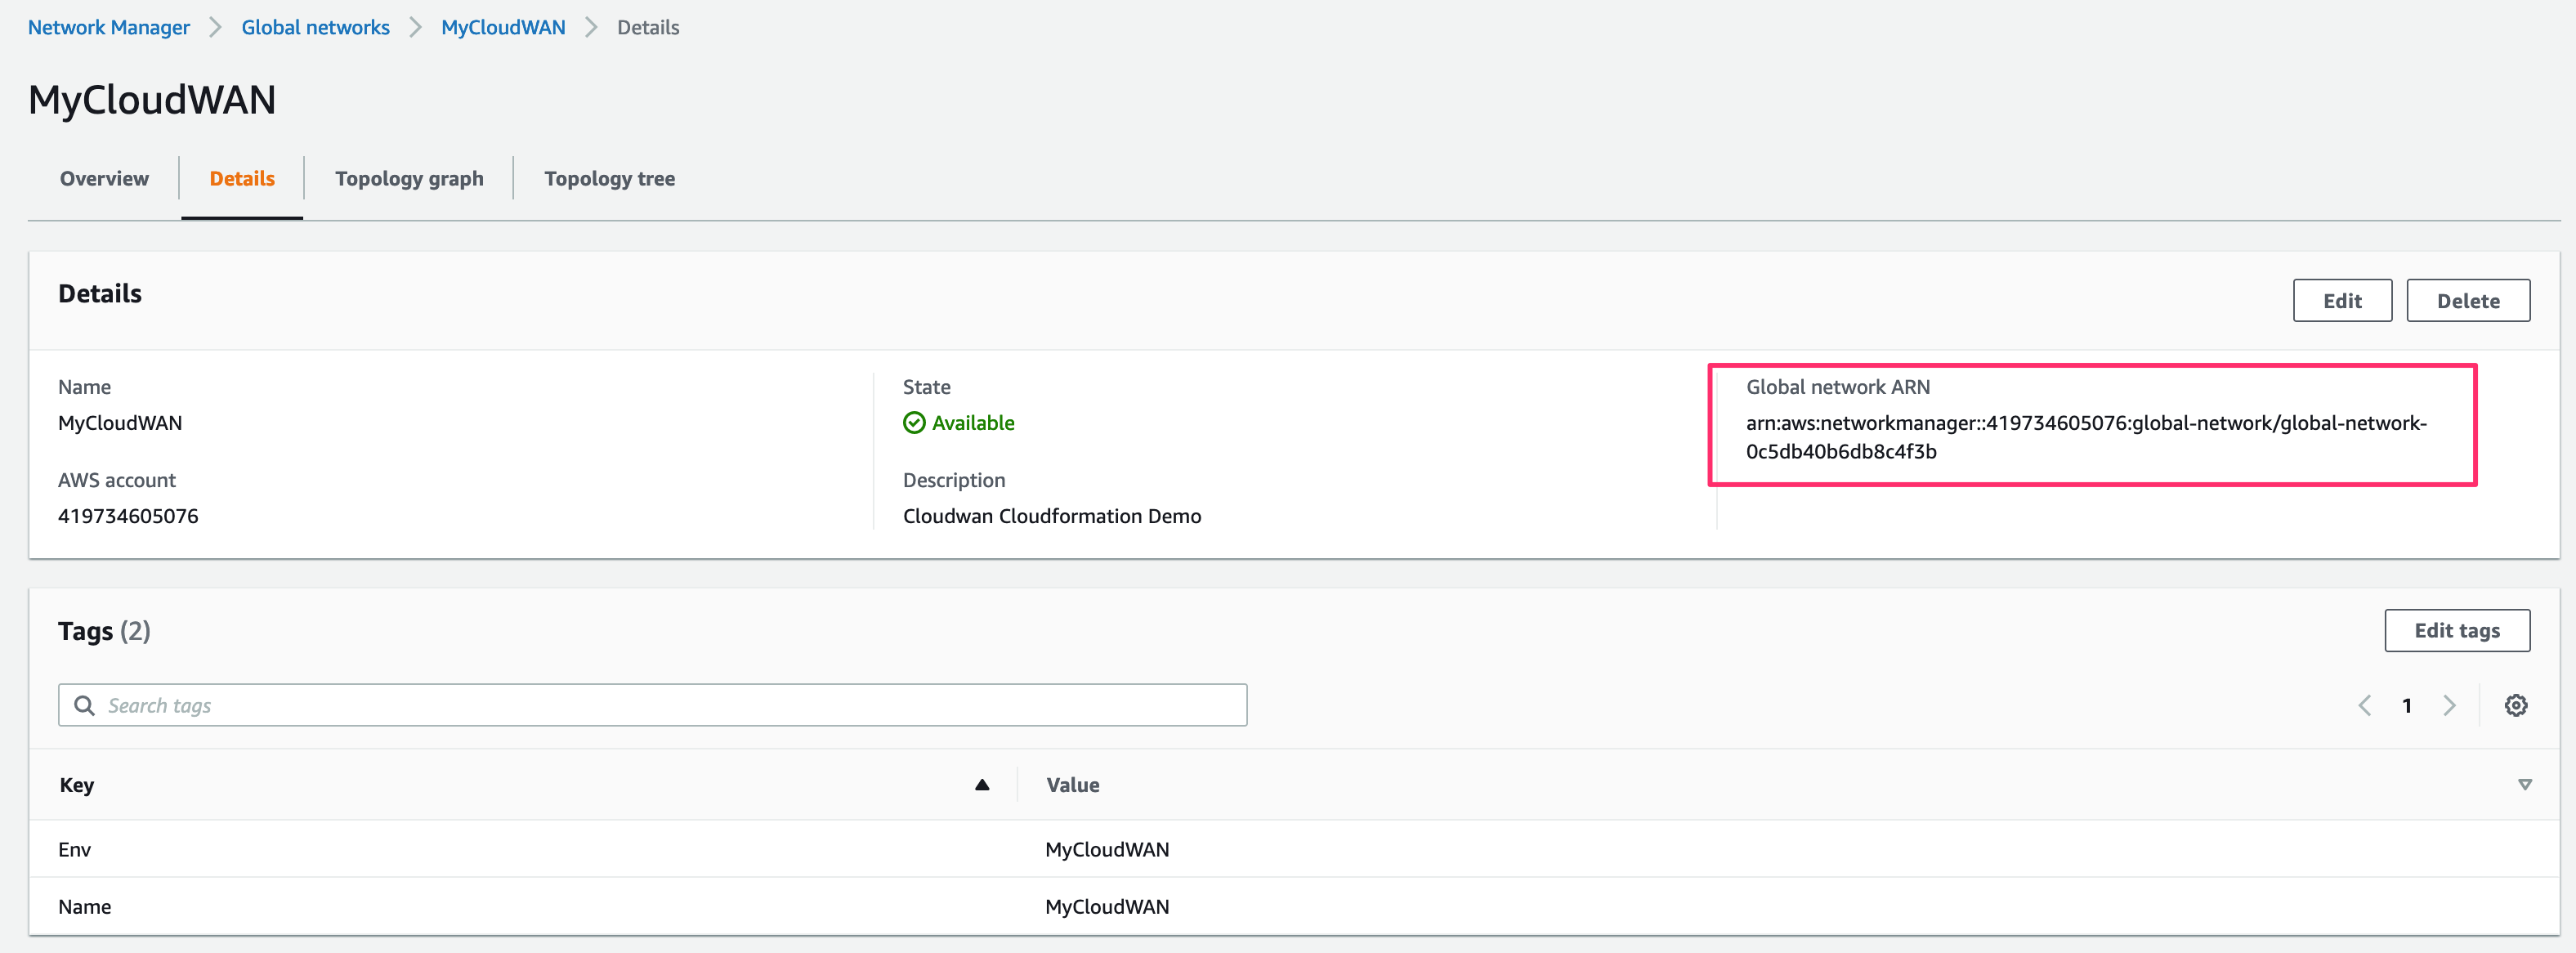 Network Manager > Global networks > MyCloudWAN > Details
MyCloudWAN
Overview
Details
Topology graph
Topology tree
Details
Edit
Delete
Name
MyCloudWAN
AWS account
419734605076
State
Available
Description
Cloudwan Cloudformation Demo
Global network ARN
arn:aws:networkmanager::419734605076:global-network/global-network-
0c5db40b6db8c4f3b
Tags (2)
Edit tags
Search tags
1
Key
Value
Env
MyCloudWAN
Name
MyCloudWAN